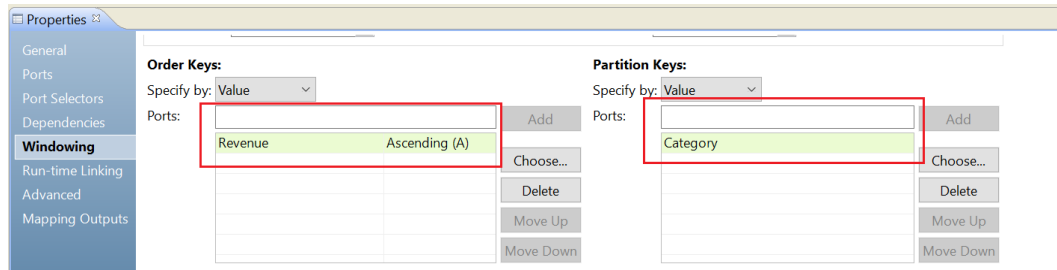 Properties
General
Ports
Port Selectors
Dependencies
Windowing
Run-time Linking
Advanced
Mapping Outputs
Order Keys:
Specify by: Value
Ports:
Add
Revenue Ascending (A)
Choose...
Delete
Move Up
Move Down
Partition Keys:
Specify by: Value
Ports:
Add
Category
Choose...
Delete
Move Up
Move Down